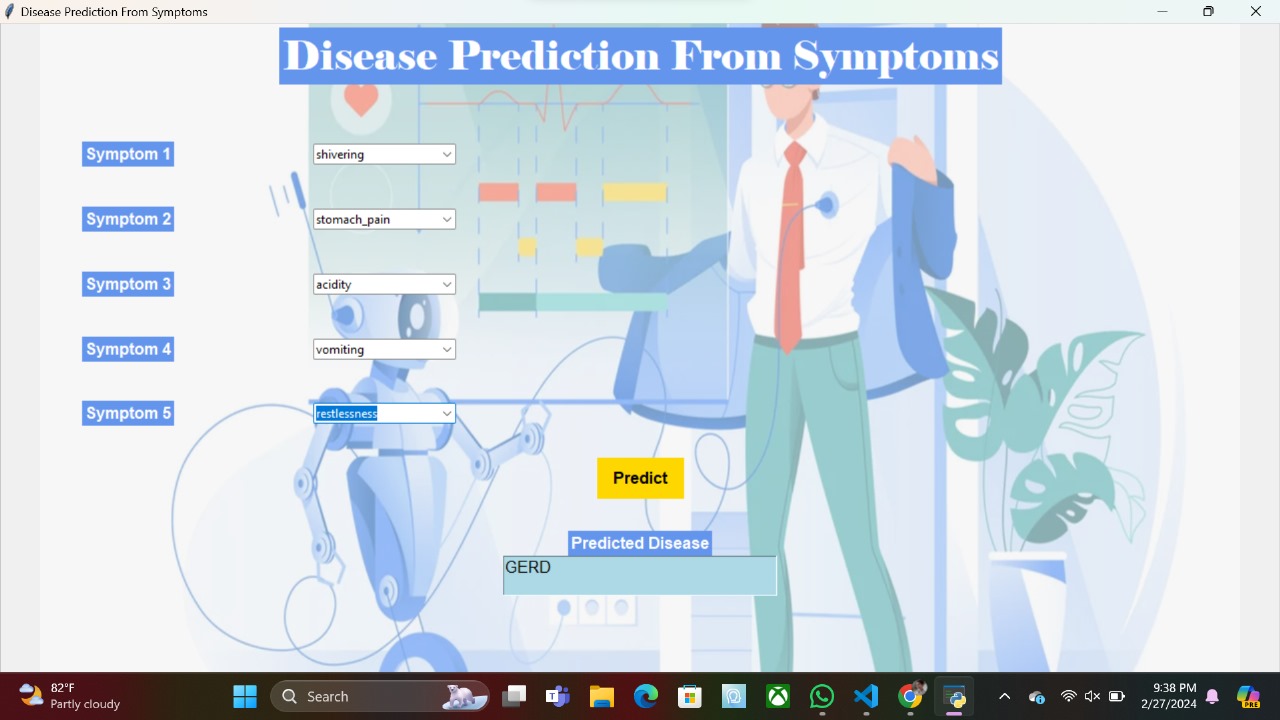 Disease Prediction From Symptoms
Disease Prediction From Symptoms
Symptom 1
shivering
Symptom 2
stomach_pain
Symptom 3
acidity
Symptom 4
vomiting
Symptom 5
restlessness
Predict
Predicted Disease
GERD
82°F
Partly cloudy
Search
9:38 PM
2/27/2024
PRE